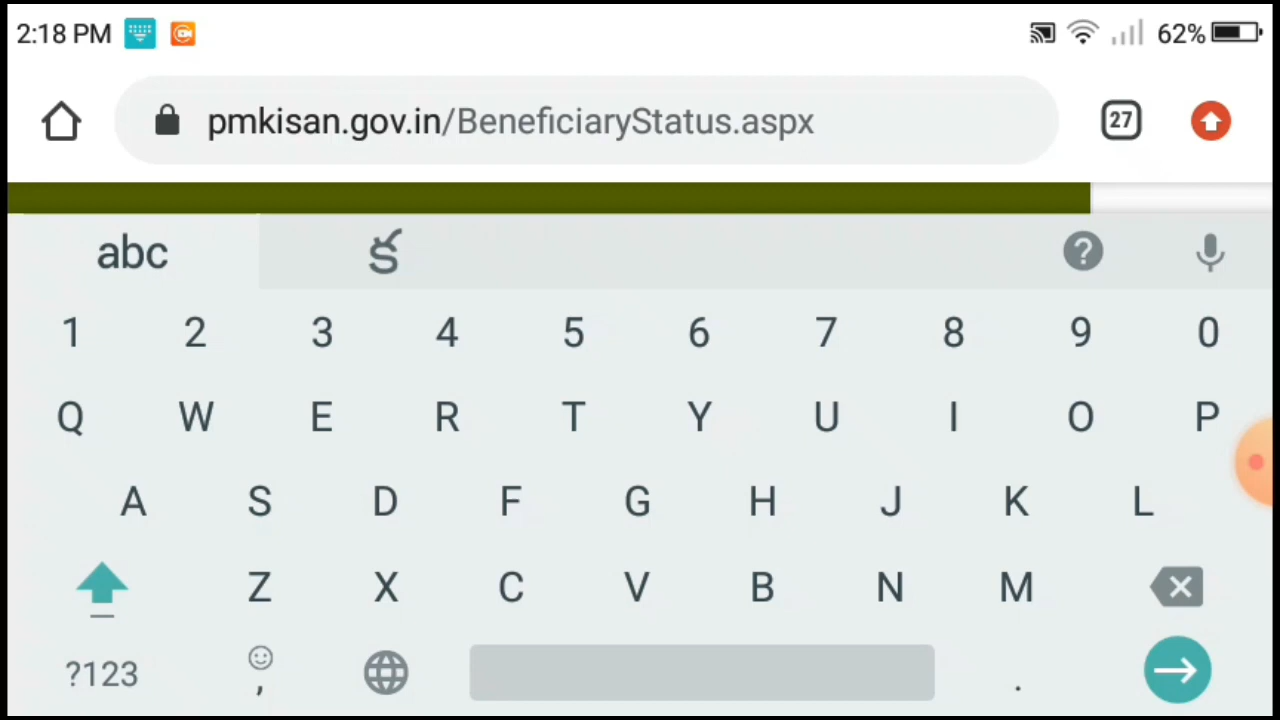 2:18 PM 62%
pmkisan.gov.in/BeneficiaryStatus.aspx 27
abc క ?
1 2 3 4 5 6 7 8 9 0
Q W E R T Y U I O P
A S D F G H J K L
Z X C V B N M
?123 , .